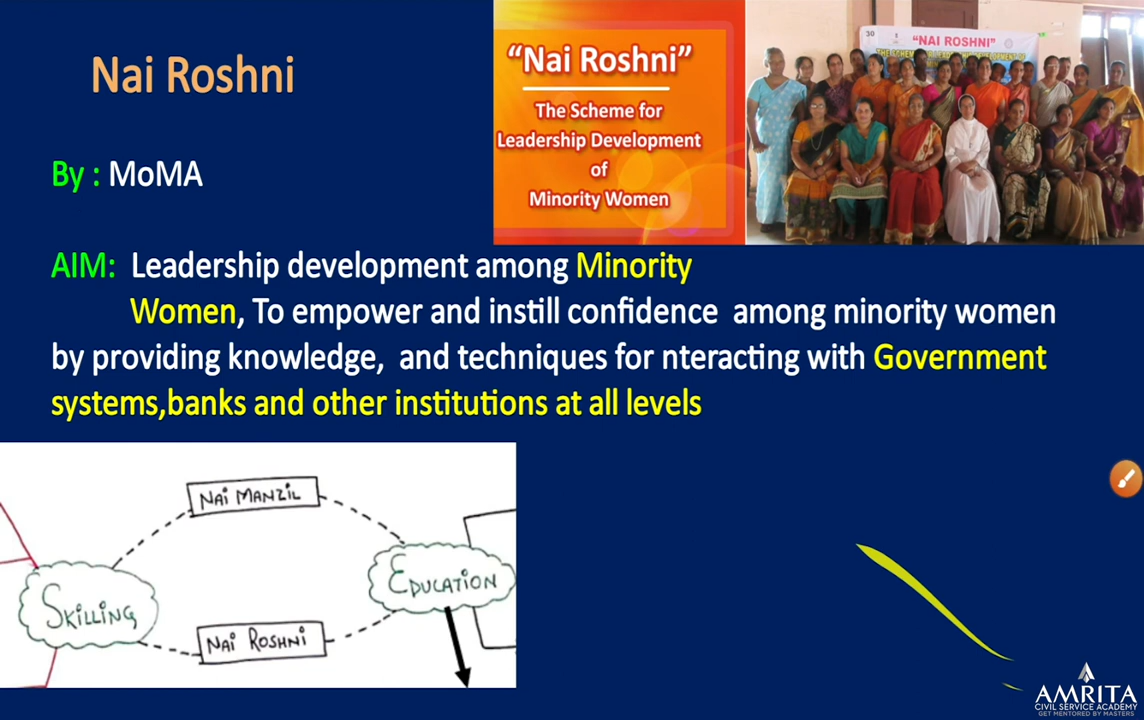 Nai Roshni
"Nai Roshni"
The Scheme for
Leadership Development
of
Minority Women
30
"NAI ROSHNI"
By : MoMA
AIM: Leadership development among Minority
Women, To empower and instill confidence among minority women
by providing knowledge, and techniques for nteracting with Government
systems,banks and other institutions at all levels
NAI MANZIL
SKILLING
EDUCATION
NAI ROSHNI
AMRITA
CIVIL SERVICE ACADEMY
GET MENTORED BY MASTERS